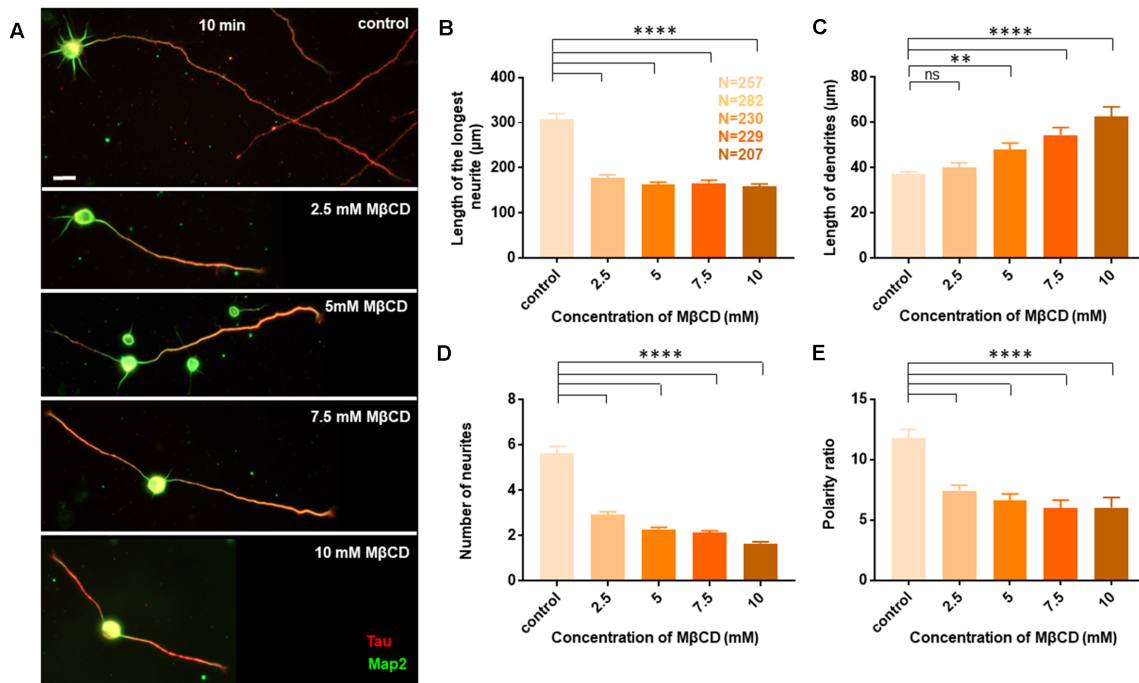 A
10 min
control
2.5 mM MβCD
5mM MβCD
7.5 mM MβCD
10 mM MβCD
Tau
Map2
B
****
Length of the longest
neurite (µm)
400
300
200
100
0
N=257
N=282
N=230
N=229
N=207
control
2.5
5
7.5
10
Concentration of MβCD (mM)
C
****
**
ns
Length of dendrites (µm)
80
60
40
20
0
control
2.5
5
7.5
10
Concentration of MβCD (mM)
D
****
Number of neurites
8
6
4
2
0
control
2.5
5
7.5
10
Concentration of MβCD (mM)
E
****
Polarity ratio
15
10
5
0
control
2.5
5
7.5
10
Concentration of MβCD (mM)